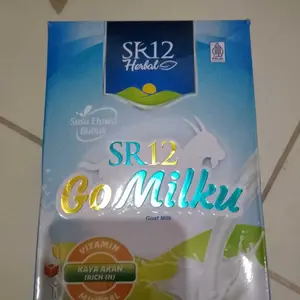 SR12
Herbal
Susu Etawa
Bubuk
SR12
GoMilku
Goat Milk
VITAMIN
KAYA AKAN
(RICH IN)
MINERAL